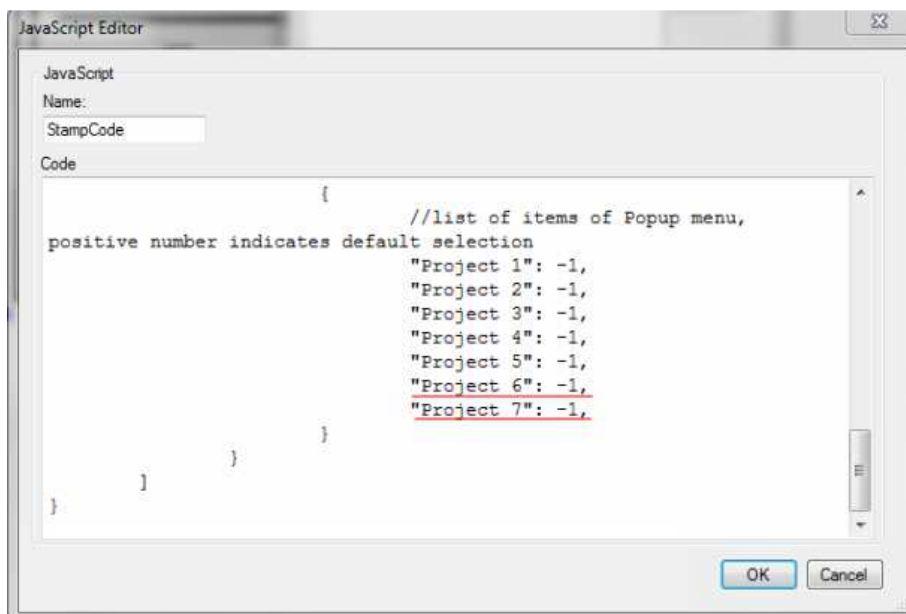 JavaScript Editor
JavaScript
Name:
StampCode
Code
{
//list of items of Popup menu,
positive number indicates default selection
"Project 1": -1,
"Project 2": -1,
"Project 3": -1,
"Project 4": -1,
"Project 5": -1,
"Project 6": -1,
"Project 7": -1,
}
}
]
}
OK Cancel